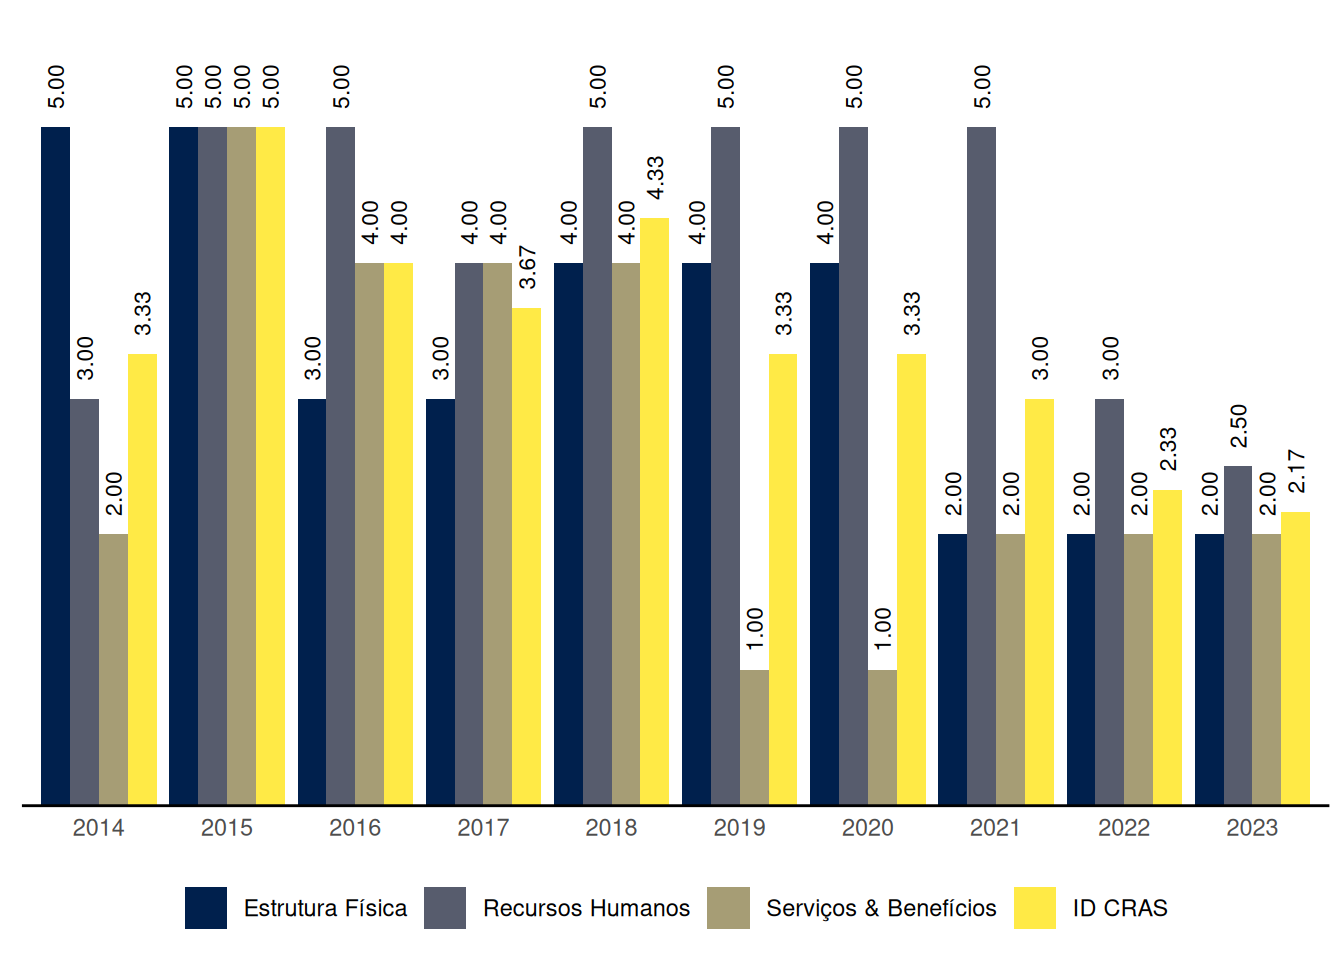 5.00 3.00 2.00 3.33 5.00 5.00 5.00 5.00 3.00 5.00 4.00 4.00 3.00 4.00 4.00 3.67 4.00 5.00 4.00 4.33 4.00 5.00 1.00 3.33 4.00 5.00 1.00 3.33 2.00 5.00 2.00 3.00 2.00 3.00 2.00 2.33 2.00 2.50 2.00 2.17
2014 2015 2016 2017 2018 2019 2020 2021 2022 2023
Estrutura Física Recursos Humanos Serviços & Benefícios ID CRAS